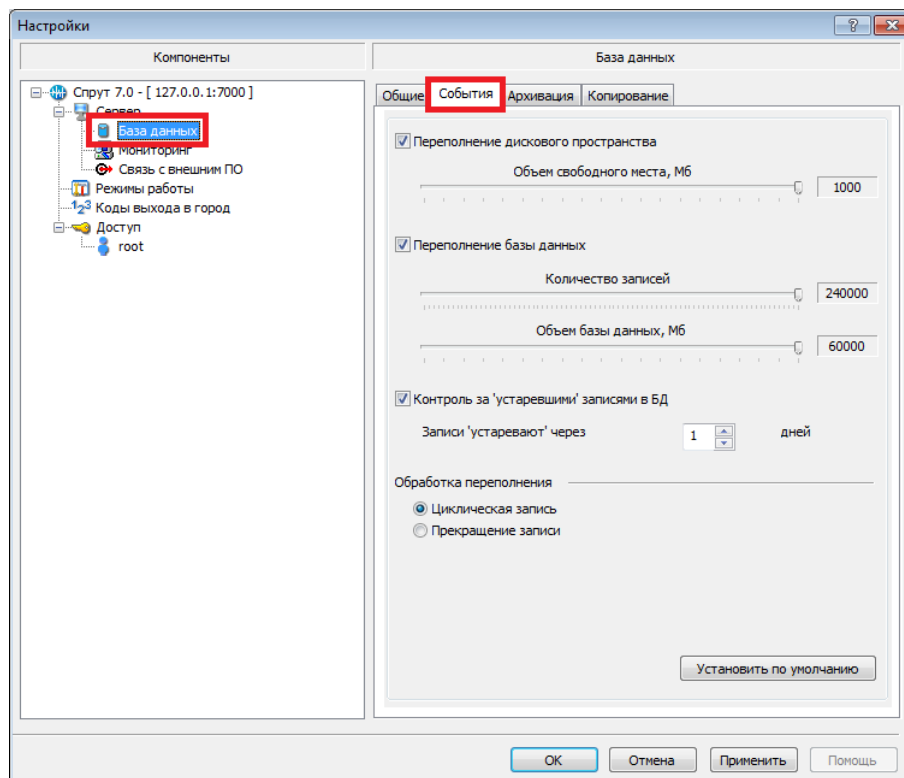 Настройки
Компоненты
База данных
Спрут 7.0 - [ 127.0.0.1:7000 ]
Сервер
База данных
Мониторинг
Связь с внешним ПО
Режимы работы
Коды выхода в город
Доступ
root
Общие События Архивация Копирование
Переполнение дискового пространства
Объем свободного места, Мб
1000
Переполнение базы данных
Количество записей
240000
Объем базы данных, Мб
60000
Контроль за 'устаревшими' записями в БД
Записи 'устаревают' через 1 дней
Обработка переполнения
Циклическая запись
Прекращение записи
Установить по умолчанию
OK Отмена Применить Помощь